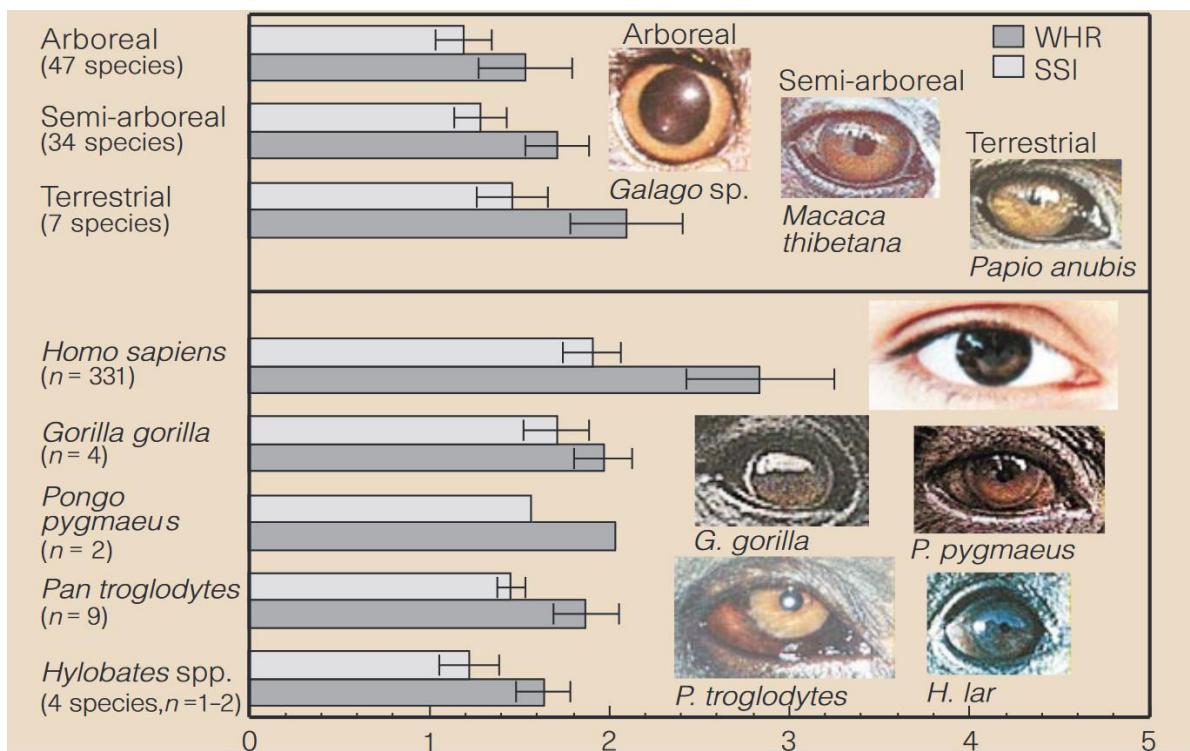 Arboreal
(47 species)
Semi-arboreal
(34 species)
Terrestrial
(7 species)
Arboreal
Galago sp.
Semi-arboreal
Macaca
thibetana
Terrestrial
Papio anubis
WHR
SSI
Homo sapiens
(n = 331)
Gorilla gorilla
(n = 4)
Pongo
pygmaeus
(n = 2)
Pan troglodytes
(n = 9)
Hylobates spp.
(4 species,n =1–2)
G. gorilla
P. pygmaeus
P. troglodytes
H. lar
0 1 2 3 4 5